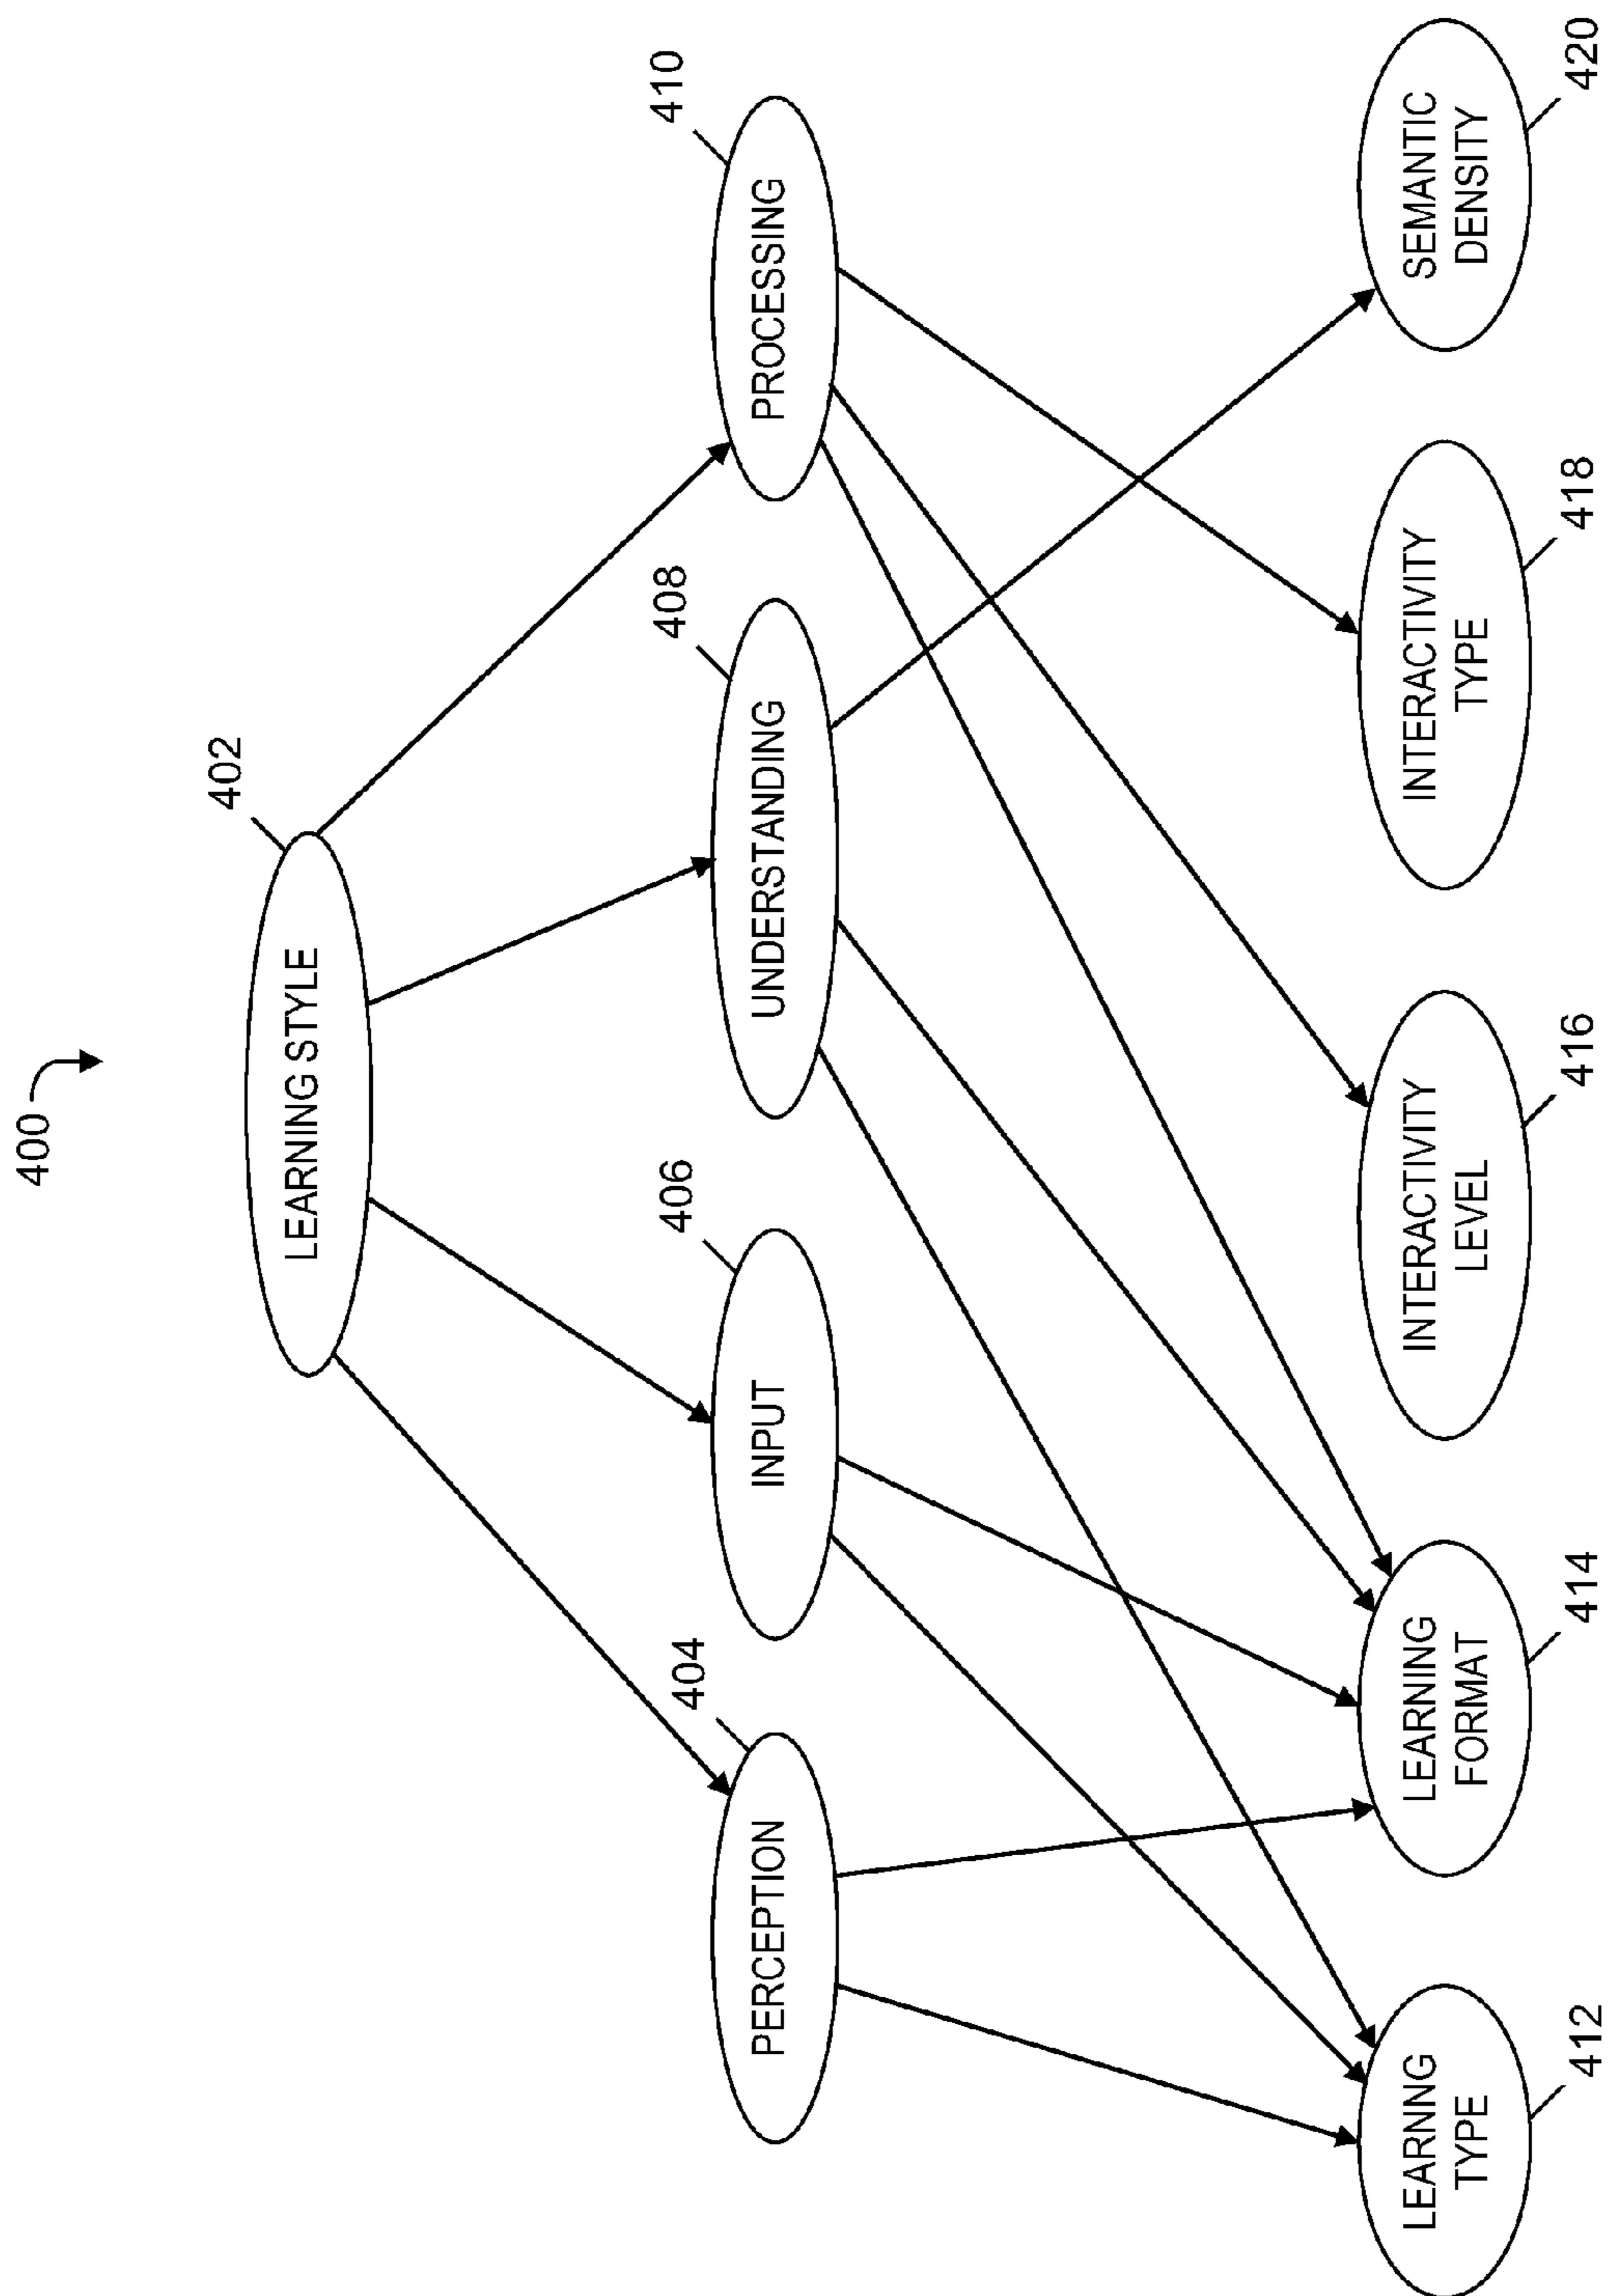 400
402
LEARNING STYLE
404
PERCEPTION
406
INPUT
408
UNDERSTANDING
410
PROCESSING
LEARNNG
TYPE
412
LEARNING
FORMAT
414
INTERACTIVITY
LEVEL
416
INTERACTIVITY
TYPE
418
SEMANTIC
DENSITY
420